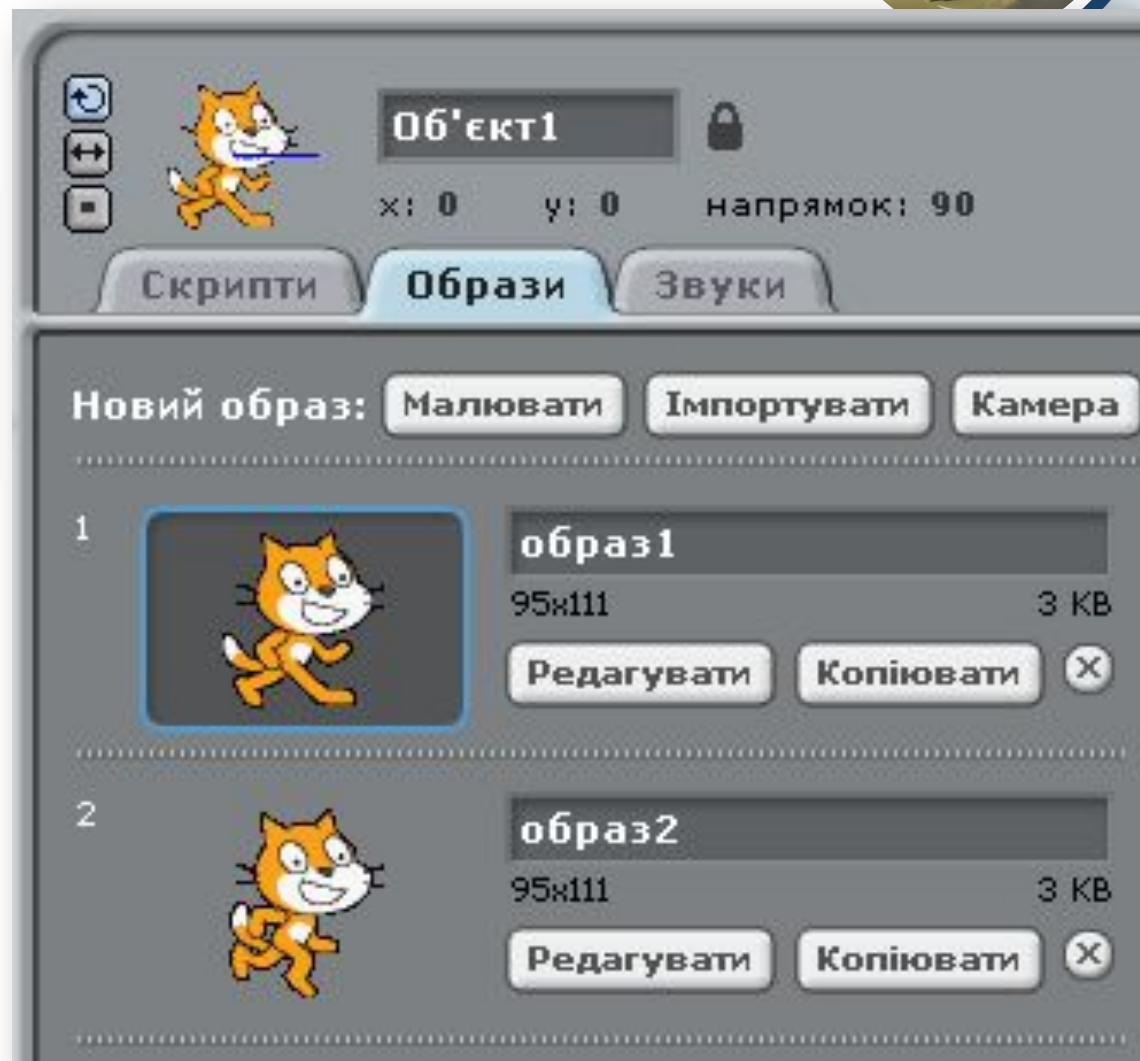 Об'єкт1
x: 0 y: 0 напрямок: 90
Скрипти Образи Звуки
Новий образ: Малювати Імпортувати Камера
1
образ1
95x111 3 KB
Редагувати Копіювати
2
образ2
95x111 3 KB
Редагувати Копіювати